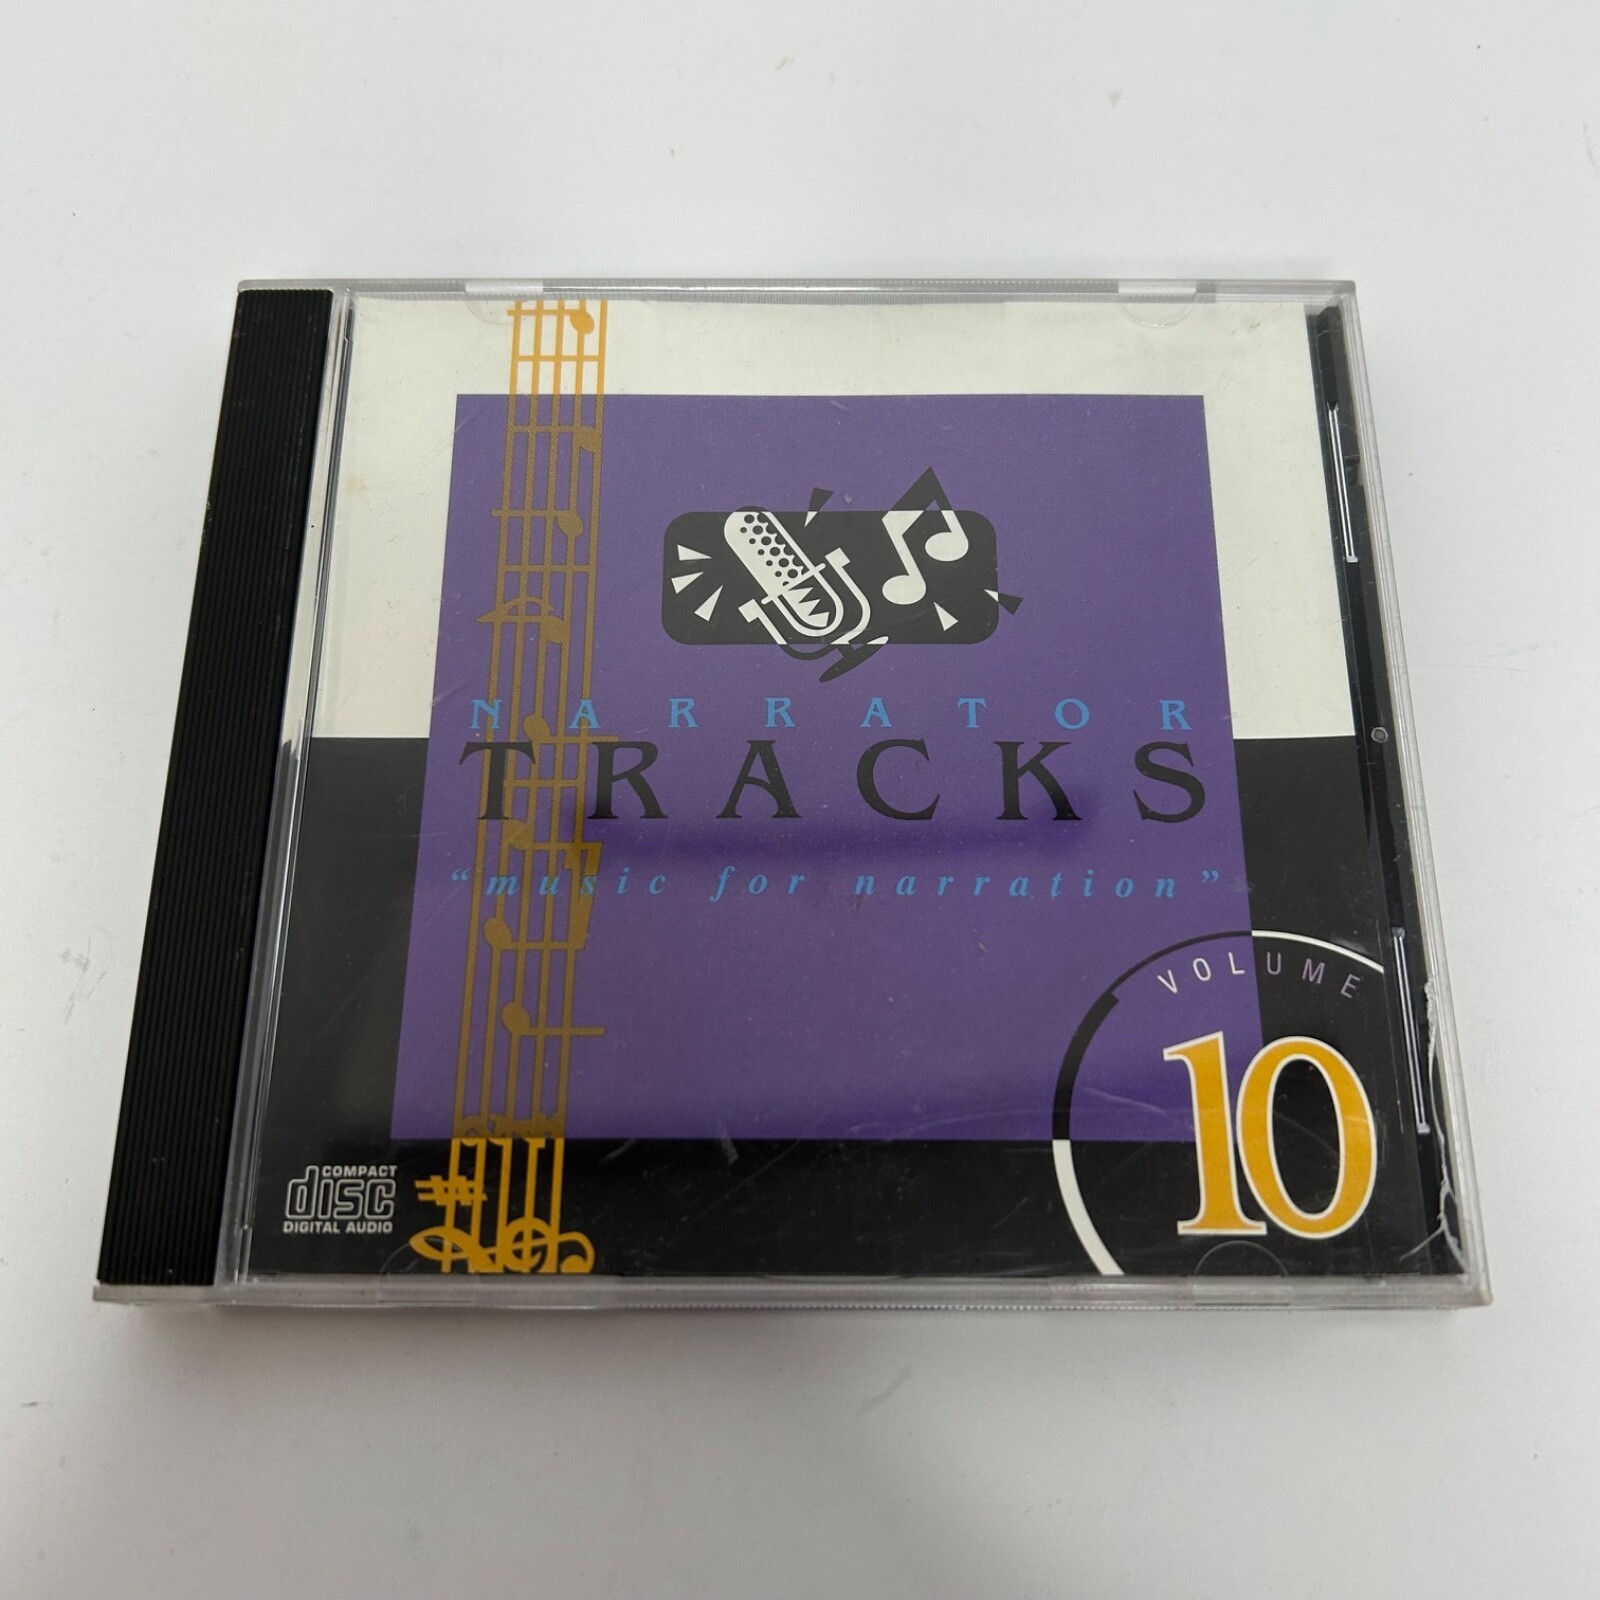 NARRATOR
TRACKS
“music for narration”
VOLUME
10
COMPACT
disc
DIGITAL AUDIO